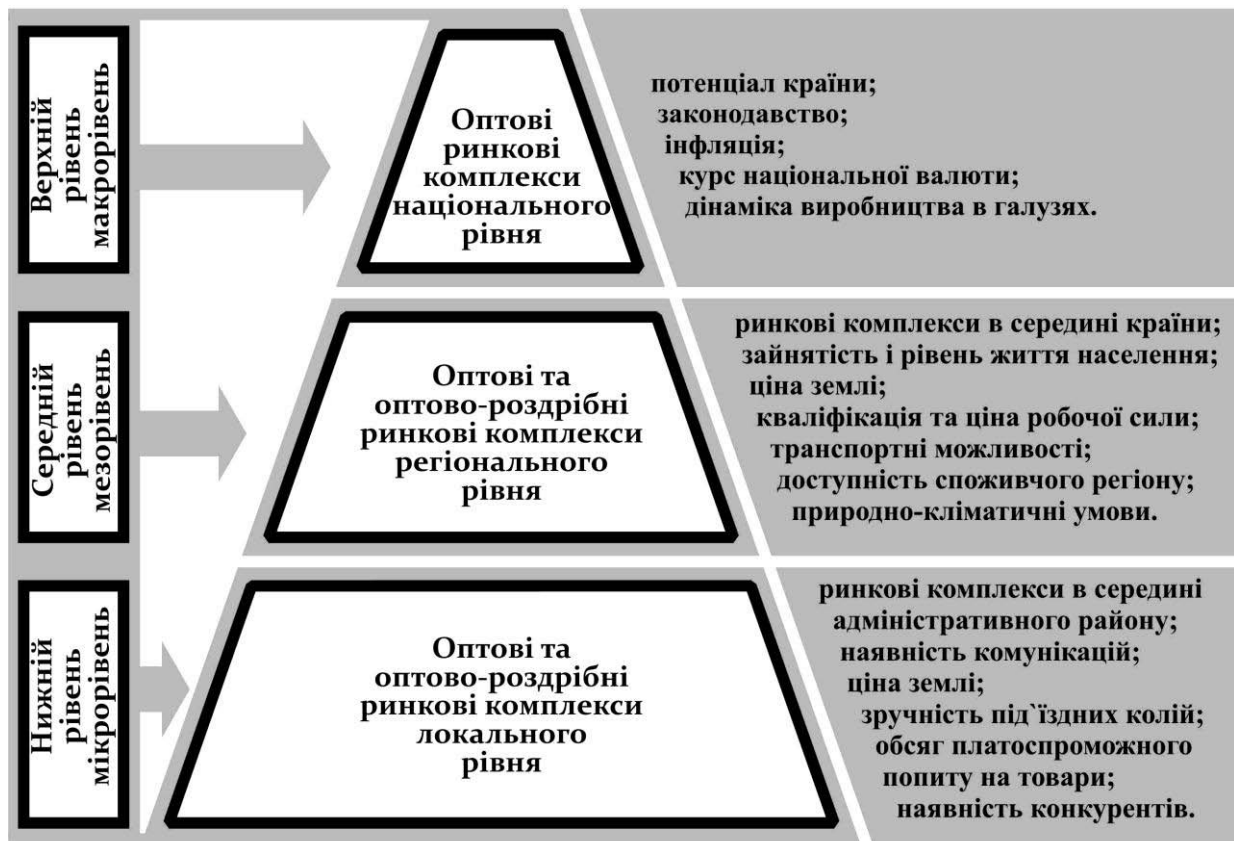 Верхній
рівень
макрорівень
Оптові
ринкові
комплекси
національного
рівня
потенціал країни;
законодавство;
інфляція;
курс національної валюти;
дінаміка виробництва в галузях.
Середній
рівень
мезорівень
Оптові та
оптово-роздрібні
ринкові комплекси
регіонального
рівня
ринкові комплекси в середині країни;
зайнятість і рівень життя населення;
ціна землі;
кваліфікація та ціна робочої сили;
транспортні можливості;
доступність споживчого регіону;
природно-кліматичні умови.
Нижній
рівень
мікрорівень
Оптові та
оптово-роздрібні
ринкові комплекси
локального
рівня
ринкові комплекси в середині
адміністративного району;
наявність комунікацій;
ціна землі;
зручність під`їздних колій;
обсяг платоспроможного
попиту на товари;
наявність конкурентів.